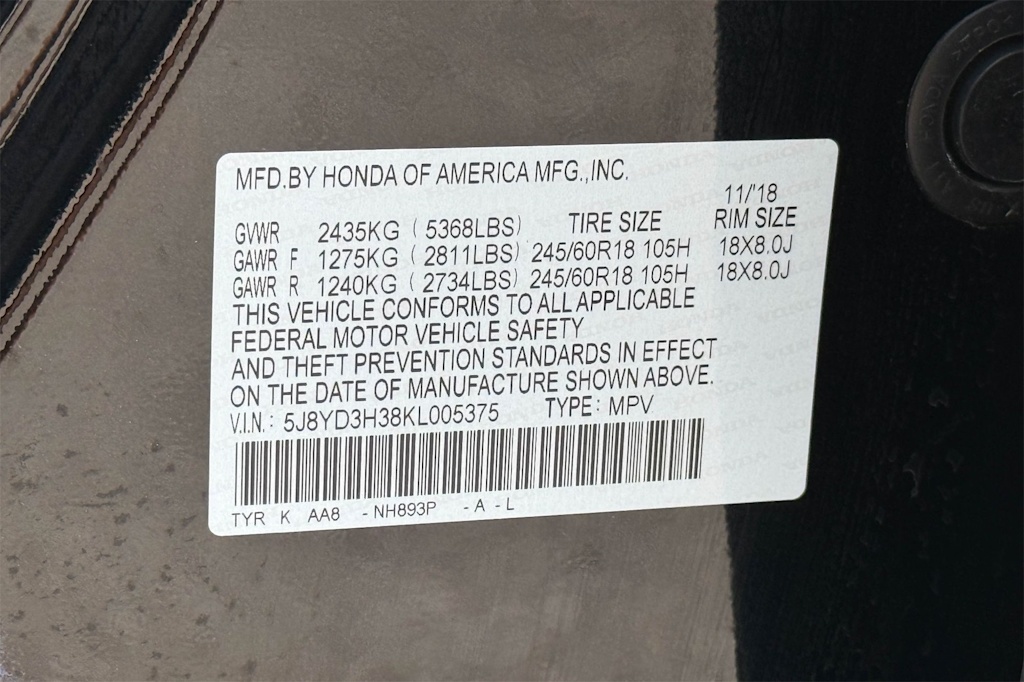 MFD.BY HONDA OF AMERICA MFG.,INC.
11/'18
GVWR 2435KG ( 5368LBS) TIRE SIZE RIM SIZE
GAWR F 1275KG ( 2811LBS) 245/60R18 105H 18X8.0J
GAWR R 1240KG ( 2734LBS) 245/60R18 105H 18X8.0J
THIS VEHICLE CONFORMS TO ALL APPLICABLE
FEDERAL MOTOR VEHICLE SAFETY
AND THEFT PREVENTION STANDARDS IN EFFECT
ON THE DATE OF MANUFACTURE SHOWN ABOVE.
V.I.N.: 5J8YD3H38KL005375 TYPE: MPV
TYR K AA8 -NH893P -A -L